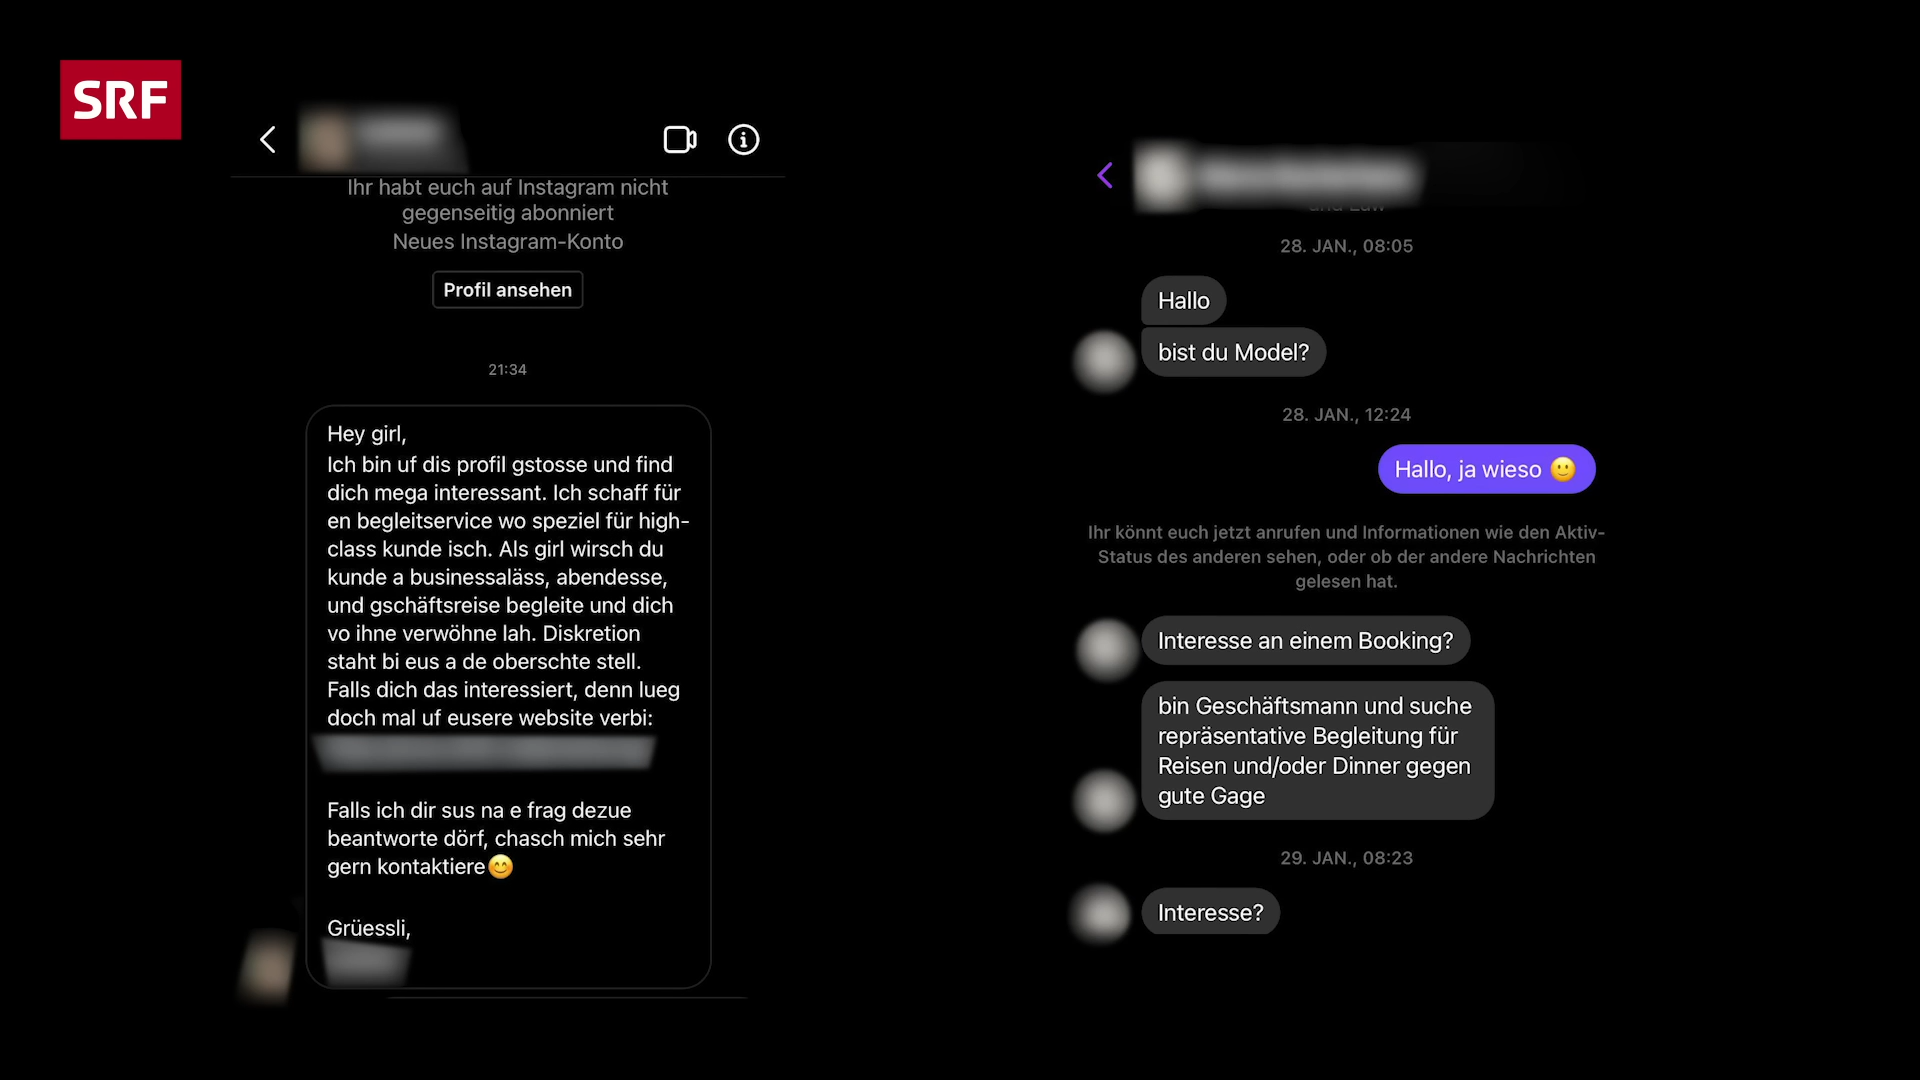 SRF
Ihr habt euch auf Instagram nicht
gegenseitig abonniert
Neues Instagram-Konto
Profil ansehen
21:34
Hey girl,
Ich bin uf dis profil gstosse und find
dich mega interessant. Ich schaff für
en begleitservice wo speziel für high-
class kunde isch. Als girl wirsch du
kunde a businessaläss, abendesse,
und gschäftsreise begleite und dich
vo ihne verwöhne lah. Diskretion
staht bi eus a de oberschte stell.
Falls dich das interessiert, denn lueg
doch mal uf eusere website verbi:
Falls ich dir sus na e frag dezue
beantworte dörf, chasch mich sehr
gern kontaktiere😊
Grüessli,
28. JAN., 08:05
Hallo
bist du Model?
28. JAN., 12:24
Hallo, ja wieso 🙂
Ihr könnt euch jetzt anrufen und Informationen wie den Aktiv-
Status des anderen sehen, oder ob der andere Nachrichten
gelesen hat.
Interesse an einem Booking?
bin Geschäftsmann und suche
repräsentative Begleitung für
Reisen und/oder Dinner gegen
gute Gage
29. JAN., 08:23
Interesse?